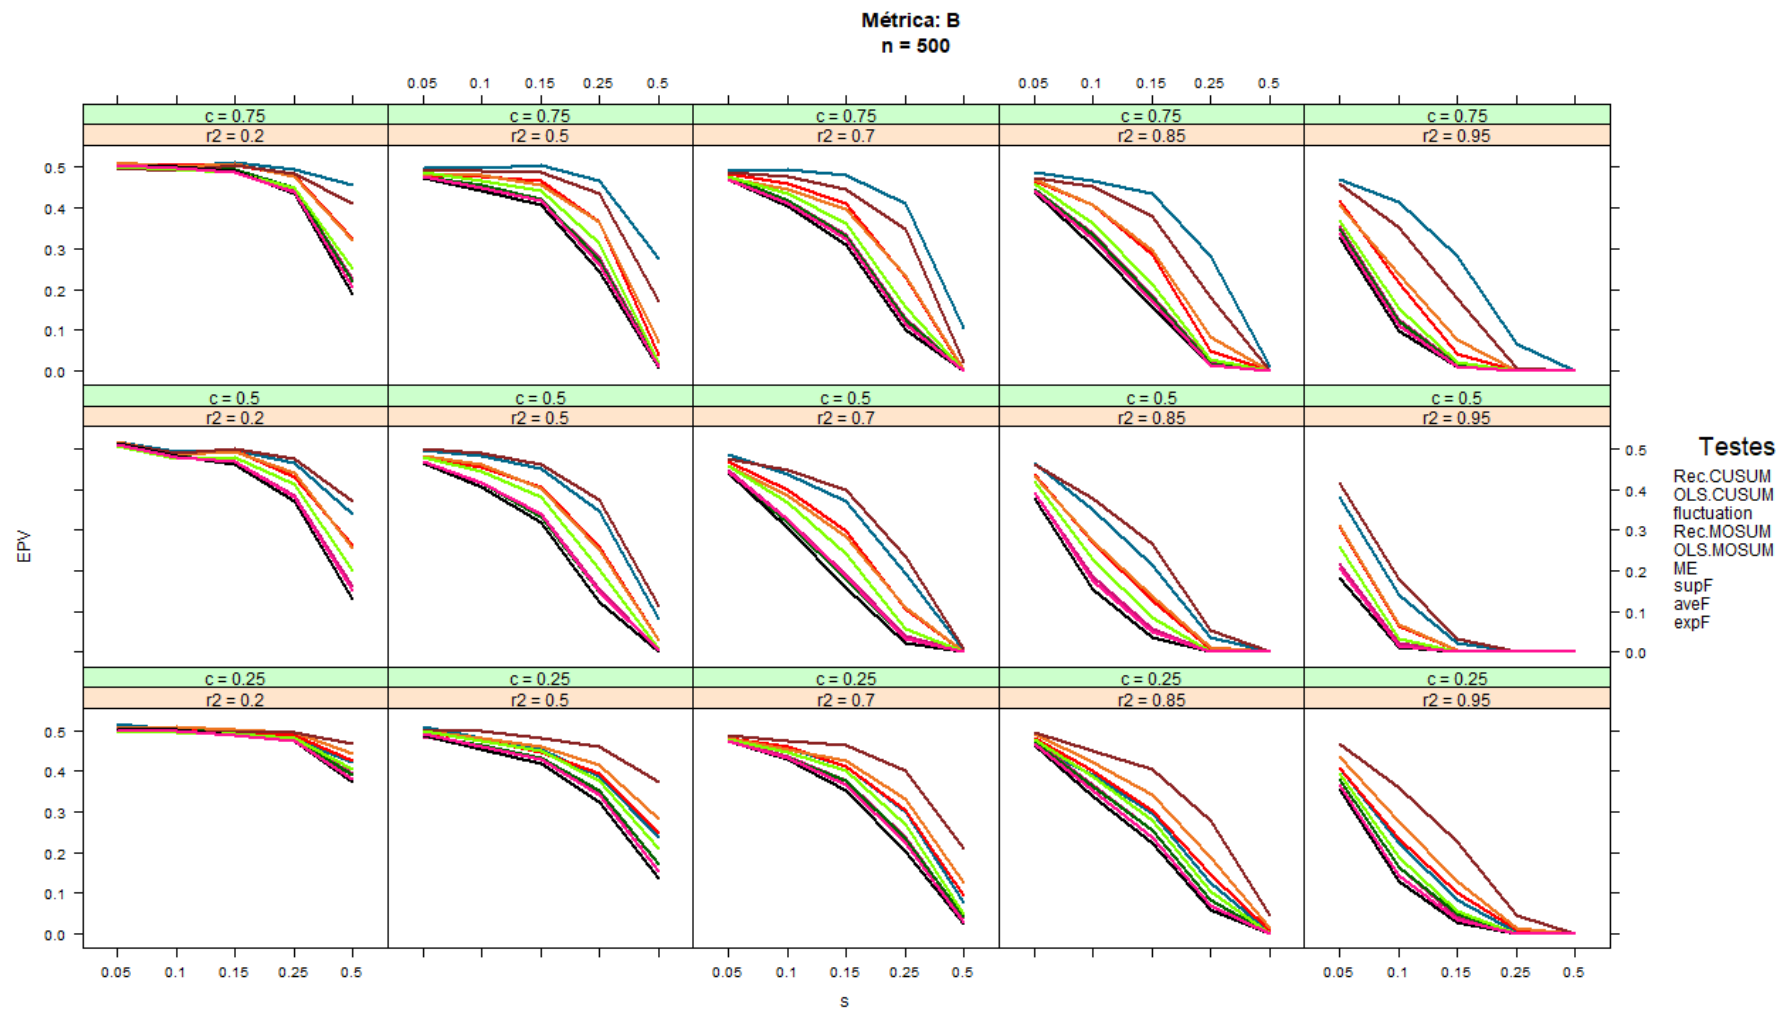 Métrica: B
n = 500
0.05 0.1 0.15 0.25 0.5 0.05 0.1 0.15 0.25 0.5
c = 0.75 c = 0.75 c = 0.75 c = 0.75 c = 0.75
r2 = 0.2 r2 = 0.5 r2 = 0.7 r2 = 0.85 r2 = 0.95
0.5
0.4
0.3
0.2
0.1
0.0
c = 0.5 c = 0.5 c = 0.5 c = 0.5 c = 0.5
r2 = 0.2 r2 = 0.5 r2 = 0.7 r2 = 0.85 r2 = 0.95
0.5
0.4
0.3
0.2
0.1
0.0
EPV
c = 0.25 c = 0.25 c = 0.25 c = 0.25 c = 0.25
r2 = 0.2 r2 = 0.5 r2 = 0.7 r2 = 0.85 r2 = 0.95
0.5
0.4
0.3
0.2
0.1
0.0
0.05 0.1 0.15 0.25 0.5 0.05 0.1 0.15 0.25 0.5 0.05 0.1 0.15 0.25 0.5
s
Testes
Rec.CUSUM
OLS.CUSUM
fluctuation
Rec.MOSUM
OLS.MOSUM
ME
supF
aveF
expF